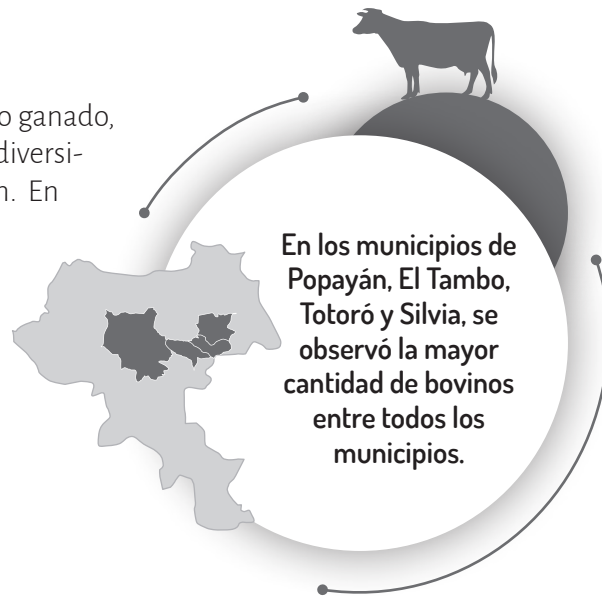 o ganado,
diversi-
n. En
En los municipios de
Popayán, El Tambo,
Totoró y Silvia, se
observó la mayor
cantidad de bovinos
entre todos los
municipios.